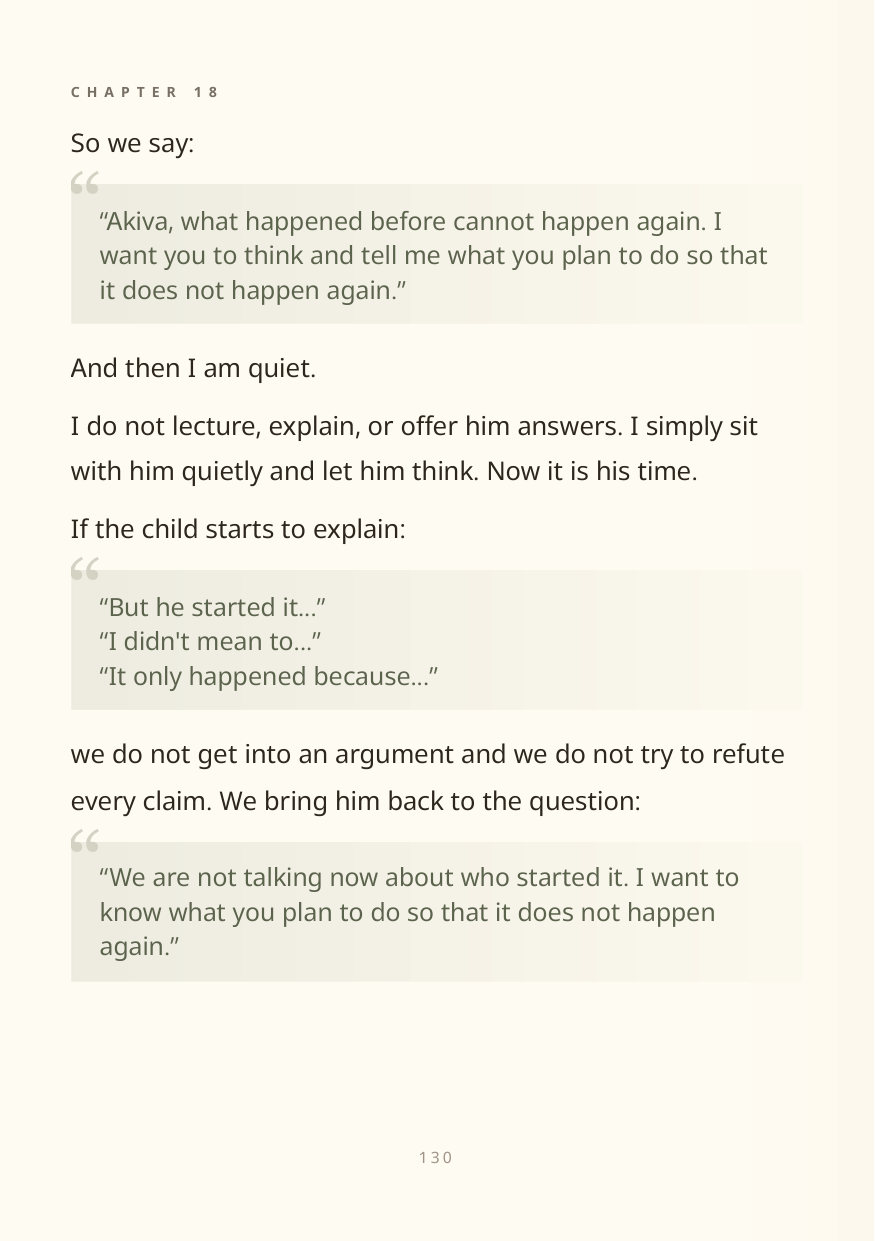 CHAPTER 18
So we say:
“Akiva, what happened before cannot happen again. I
want you to think and tell me what you plan to do so that
it does not happen again.”
And then I am quiet.
I do not lecture, explain, or offer him answers. I simply sit
with him quietly and let him think. Now it is his time.
If the child starts to explain:
“But he started it...”
“I didn't mean to...”
“It only happened because...”
we do not get into an argument and we do not try to refute
every claim. We bring him back to the question:
“We are not talking now about who started it. I want to
know what you plan to do so that it does not happen
again.”
130